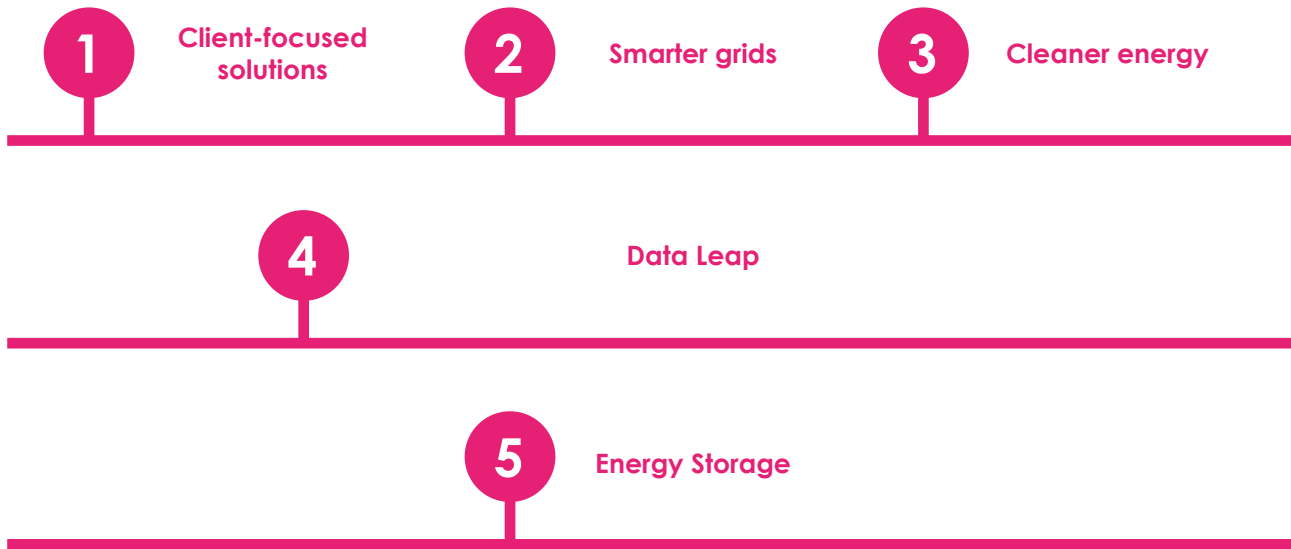 1
Client-focused
solutions
2
Smarter grids
3
Cleaner energy
4
Data Leap
5
Energy Storage